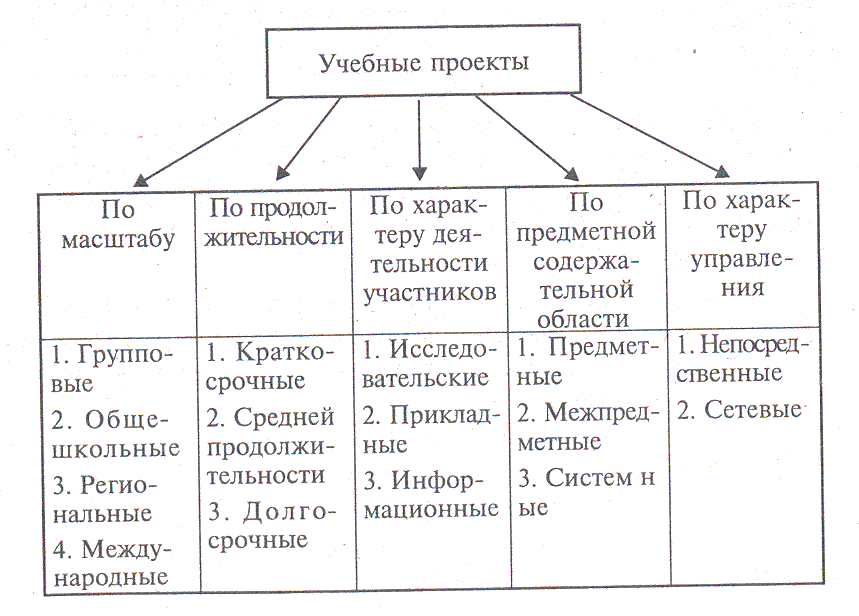 Учебные проекты
По
масштабу
По продол-
жительности
По харак-
теру дея-
тельности
участников
По
предметной
содержа-
тельной
области
По харак-
теру
управле-
ния
1. Группо-
вые
2. Обще-
школьные
3. Регио-
нальные
4. Между-
народные
1. Кратко-
срочные
2. Средней
продолжи-
тельности
3. Долго-
срочные
1. Исследо-
вательские
2. Приклад-
ные
3. Инфор-
мационные
1. Предмет-
ные
2. Межпред-
метные
3. Систем н
ые
1. Непосред-
ственные
2. Сетевые